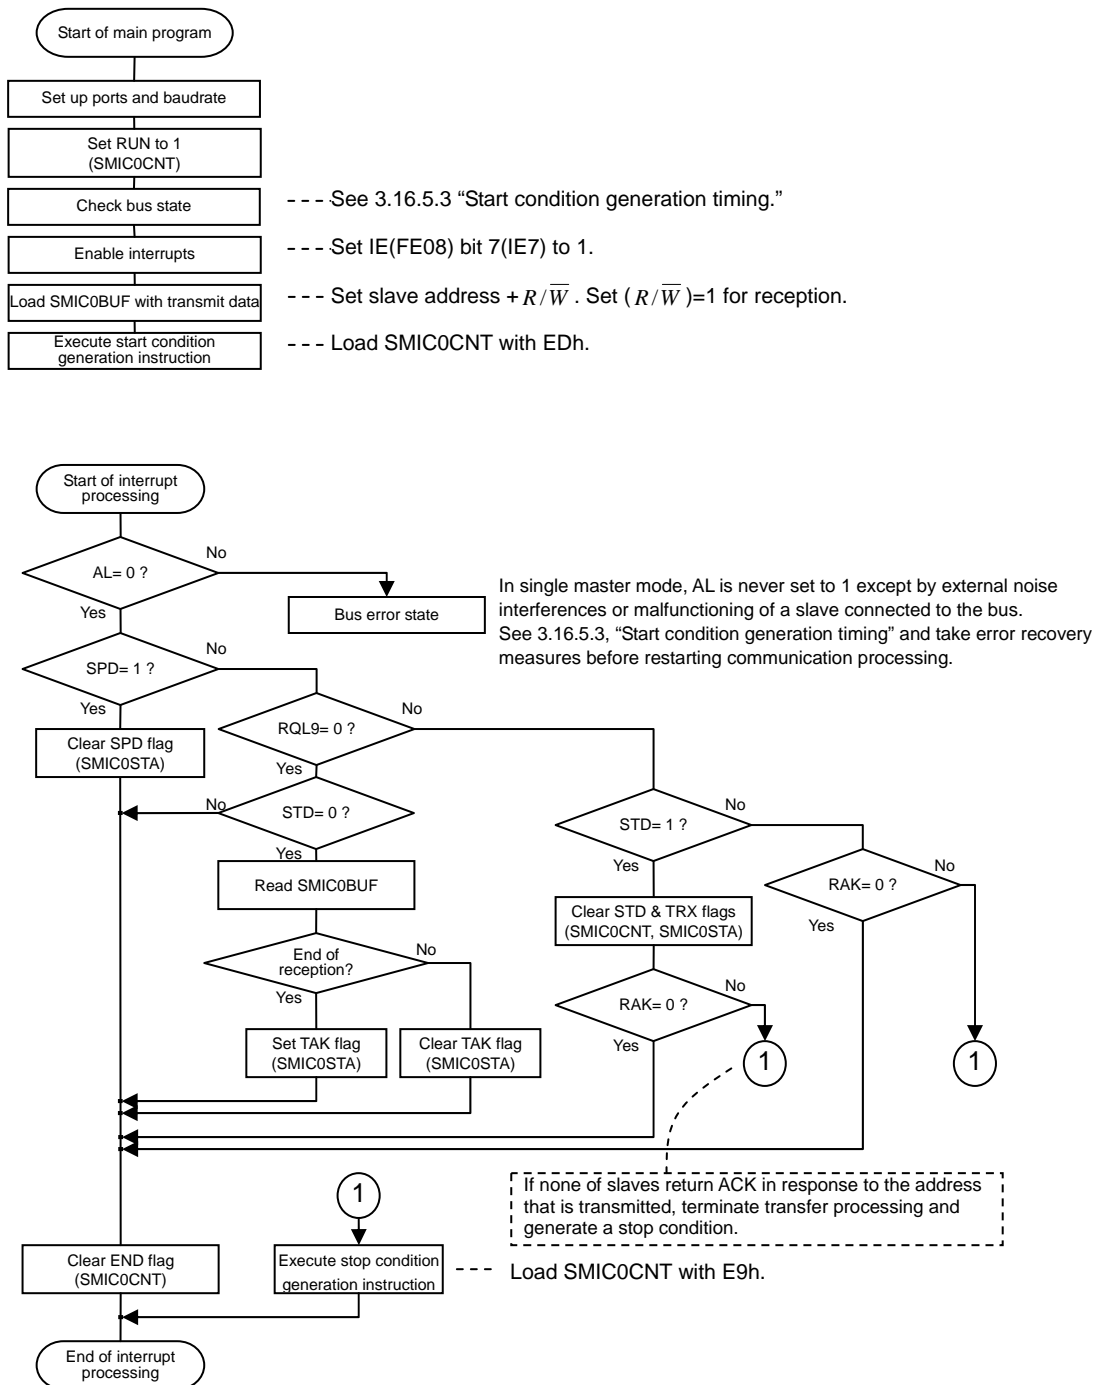 Start of main program
Set up ports and baudrate
Set RUN to 1
(SMIC0CNT)
Check bus state
--- See 3.16.5.3 “Start condition generation timing.”
Enable interrupts
--- Set IE(FE08) bit 7(IE7) to 1.
Load SMIC0BUF with transmit data
--- Set slave address + R/W̅ . Set ( R/W̅ )=1 for reception.
Execute start condition
generation instruction
--- Load SMIC0CNT with EDh.
Start of interrupt
processing
AL= 0 ?
No
Yes
Bus error state
In single master mode, AL is never set to 1 except by external noise
interferences or malfunctioning of a slave connected to the bus.
See 3.16.5.3, “Start condition generation timing” and take error recovery
measures before restarting communication processing.
SPD= 1 ?
No
Yes
Clear SPD flag
(SMIC0STA)
RQL9= 0 ?
No
Yes
STD= 0 ?
No
Yes
Read SMIC0BUF
End of
reception?
No
Yes
Set TAK flag
(SMIC0STA)
Clear TAK flag
(SMIC0STA)
STD= 1 ?
No
Yes
Clear STD & TRX flags
(SMIC0CNT, SMIC0STA)
RAK= 0 ?
No
Yes
1
RAK= 0 ?
No
Yes
1
If none of slaves return ACK in response to the address
that is transmitted, terminate transfer processing and
generate a stop condition.
1
Execute stop condition
generation instruction
--- Load SMIC0CNT with E9h.
Clear END flag
(SMIC0CNT)
End of interrupt
processing